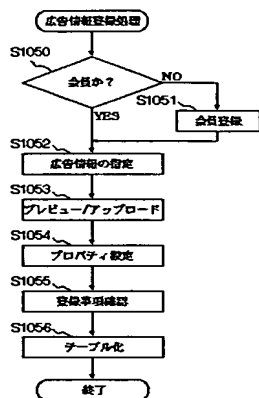 広告情報登録処理
S1050
会員か？
NO
S1051
YES
会員登録
S1052
広告情報の指定
S1053
プレビュー/アップロード
S1054
プロパティ設定
S1055
登録事項確認
S1056
テーブル化
終了